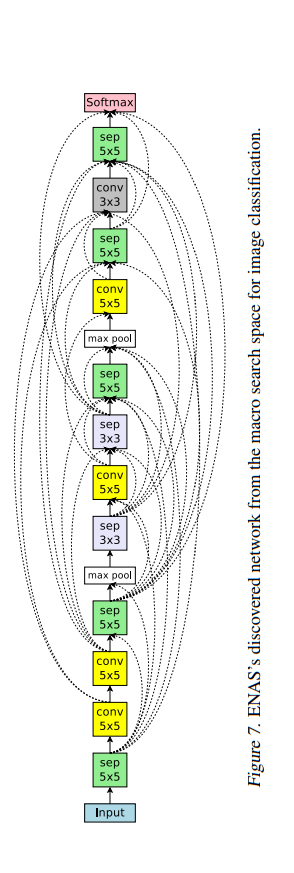 Softmax
sep
5x5
conv
3x3
sep
5x5
conv
5x5
max pool
sep
5x5
sep
3x3
conv
5x5
sep
3x3
max pool
sep
5x5
conv
5x5
conv
5x5
sep
5x5
Input
Figure 7. ENAS's discovered network from the macro search space for image classification.